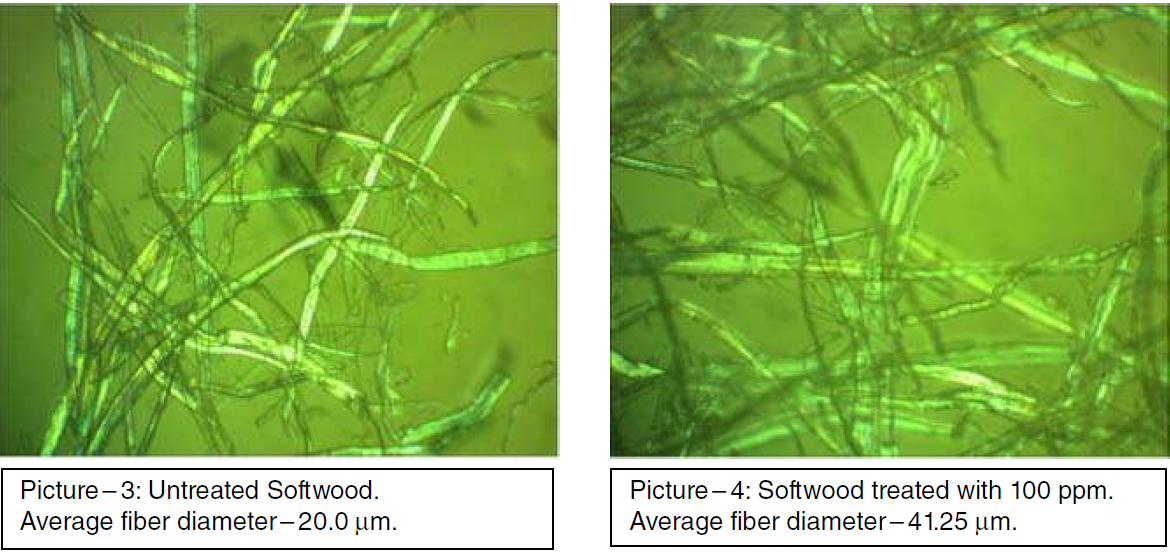 Picture–3: Untreated Softwood.
Average fiber diameter–20.0 μm.
Picture–4: Softwood treated with 100 ppm.
Average fiber diameter–41.25 μm.